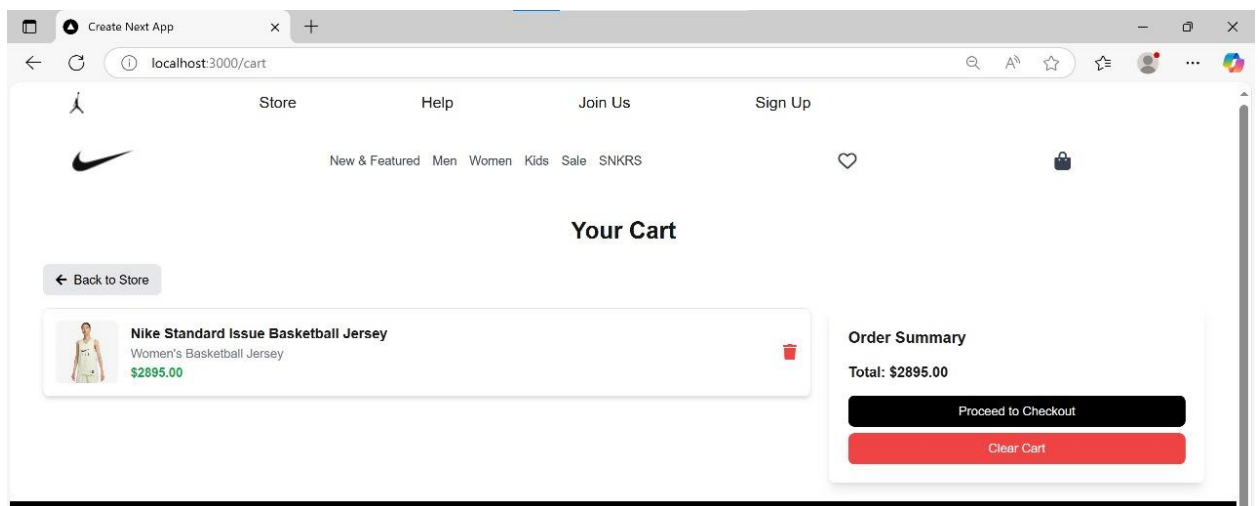 Create Next App
localhost:3000/cart
Store Help Join Us Sign Up
New & Featured Men Women Kids Sale SNKRS
Your Cart
Back to Store
Nike Standard Issue Basketball Jersey
Women's Basketball Jersey
$2895.00
Order Summary
Total: $2895.00
Proceed to Checkout
Clear Cart